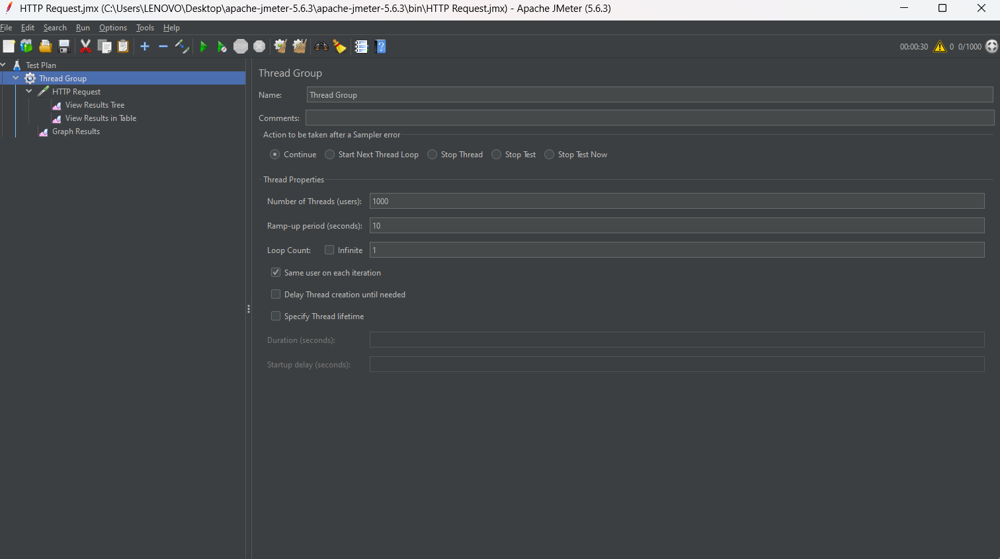 HTTP Request.jmx (C:\Users\LENOVO\Desktop\apache-jmeter-5.6.3\apache-jmeter-5.6.3\bin\HTTP Request.jmx) - Apache JMeter (5.6.3)
File Edit Search Run Options Tools Help
STOP ? 00:00:30 0 0/1000
Test Plan
Thread Group
HTTP Request
View Results Tree
View Results in Table
Graph Results
Thread Group
Name: Thread Group
Comments:
Action to be taken after a Sampler error
Continue Start Next Thread Loop Stop Thread Stop Test Stop Test Now
Thread Properties
Number of Threads (users): 1000
Ramp-up period (seconds): 10
Loop Count: Infinite 1
Same user on each iteration
Delay Thread creation until needed
Specify Thread lifetime
Duration (seconds):
Startup delay (seconds):